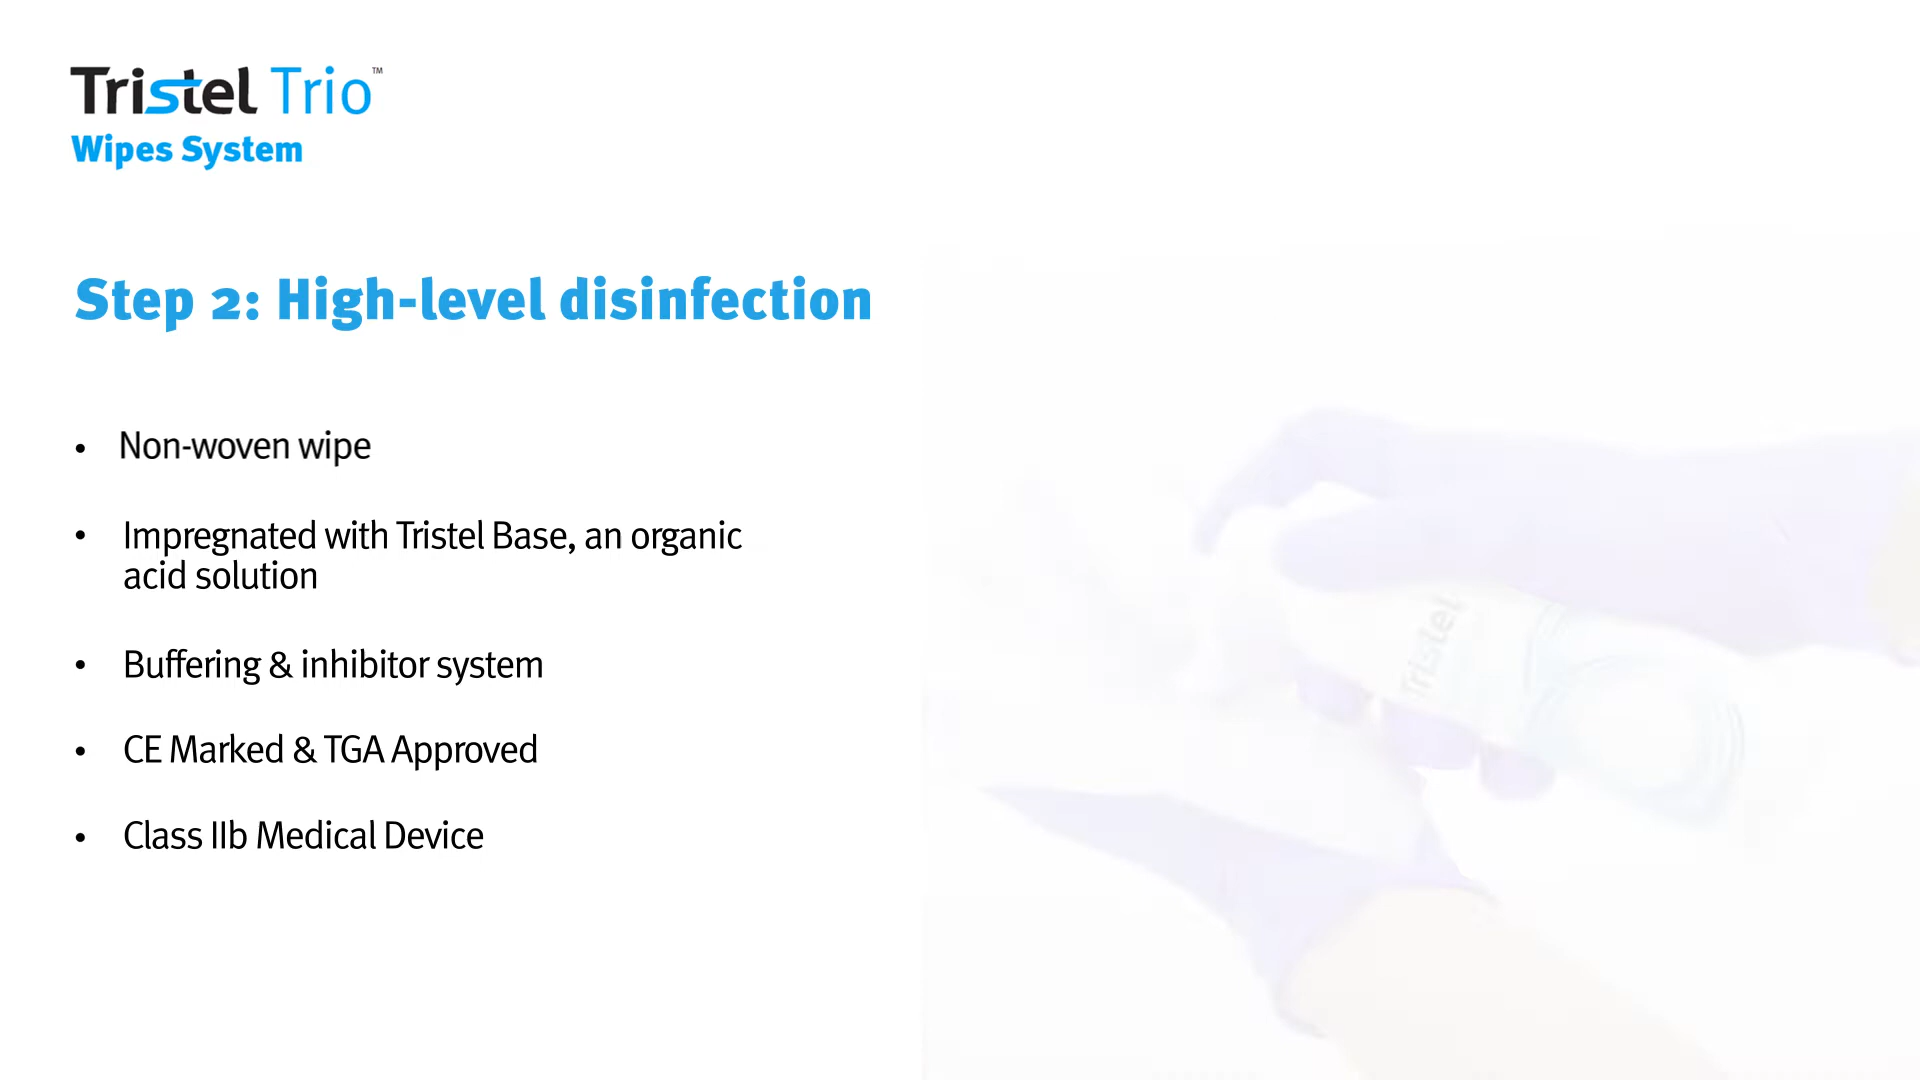 Tristel Trio™
Wipes System
Step 2: High-level disinfection
• Non-woven wipe
• Impregnated with Tristel Base, an organic
acid solution
• Buffering & inhibitor system
• CE Marked & TGA Approved
• Class IIb Medical Device
Tristel